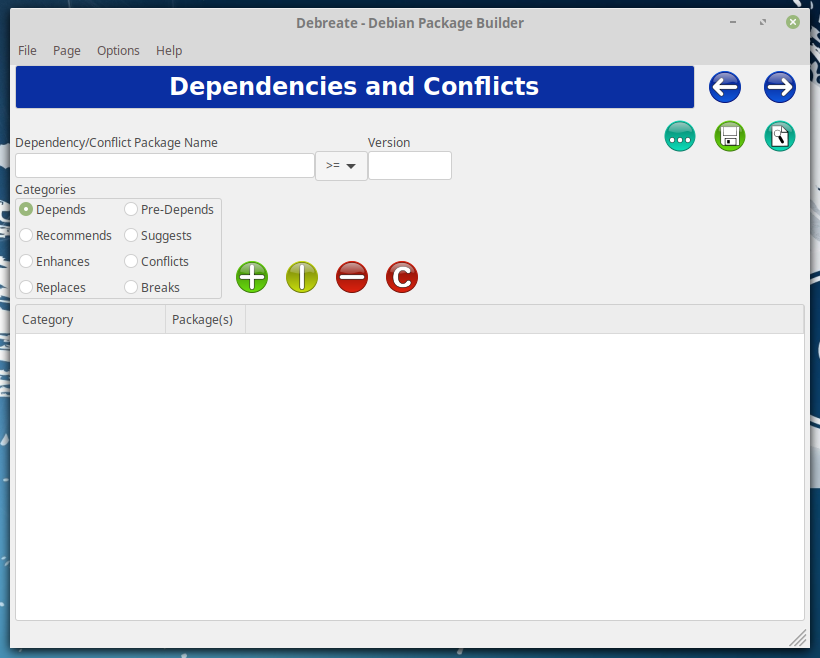 Debreate - Debian Package Builder
File Page Options Help
Dependencies and Conflicts
Dependency/Conflict Package Name Version
>=
Categories
Depends Pre-Depends
Recommends Suggests
Enhances Conflicts
Replaces Breaks
C
Category Package(s)